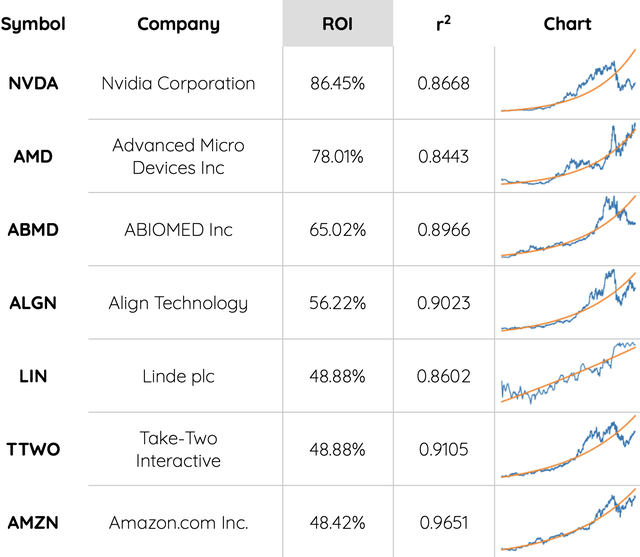 Symbol Company ROI r² Chart
NVDA Nvidia Corporation 86.45% 0.8668
AMD Advanced Micro Devices Inc 78.01% 0.8443
ABMD ABIOMED Inc 65.02% 0.8966
ALGN Align Technology 56.22% 0.9023
LIN Linde plc 48.88% 0.8602
TTWO Take-Two Interactive 48.88% 0.9105
AMZN Amazon.com Inc. 48.42% 0.9651